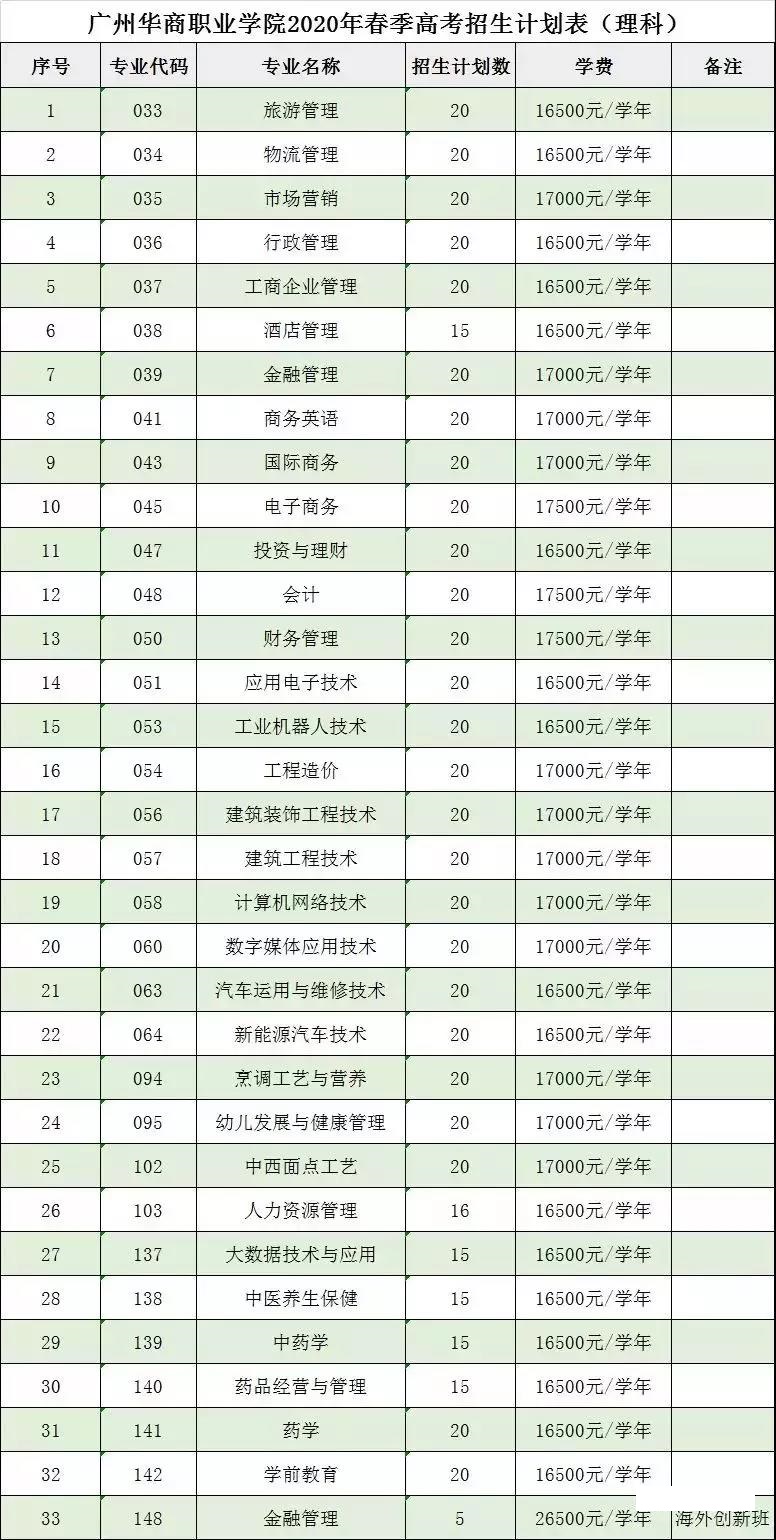 广州华商职业学院2020年春季高考招生计划表（理科）
序号 专业代码 专业名称 招生计划数 学费 备注
1 033 旅游管理 20 16500元/学年
2 034 物流管理 20 16500元/学年
3 035 市场营销 20 17000元/学年
4 036 行政管理 20 16500元/学年
5 037 工商企业管理 20 16500元/学年
6 038 酒店管理 15 16500元/学年
7 039 金融管理 20 17000元/学年
8 041 商务英语 20 17000元/学年
9 043 国际商务 20 17000元/学年
10 045 电子商务 20 17500元/学年
11 047 投资与理财 20 16500元/学年
12 048 会计 20 17500元/学年
13 050 财务管理 20 17500元/学年
14 051 应用电子技术 20 16500元/学年
15 053 工业机器人技术 20 16500元/学年
16 054 工程造价 20 17000元/学年
17 056 建筑装饰工程技术 20 17000元/学年
18 057 建筑工程技术 20 17000元/学年
19 058 计算机网络技术 20 17000元/学年
20 060 数字媒体应用技术 20 17000元/学年
21 063 汽车运用与维修技术 20 16500元/学年
22 064 新能源汽车技术 20 16500元/学年
23 094 烹调工艺与营养 20 17000元/学年
24 095 幼儿发展与健康管理 20 17000元/学年
25 102 中西面点工艺 20 17000元/学年
26 103 人力资源管理 16 16500元/学年
27 137 大数据技术与应用 15 16500元/学年
28 138 中医养生保健 15 16500元/学年
29 139 中药学 15 16500元/学年
30 140 药品经营与管理 15 16500元/学年
31 141 药学 20 16500元/学年
32 142 学前教育 20 16500元/学年
33 148 金融管理 5 26500元/学年 海外创新班